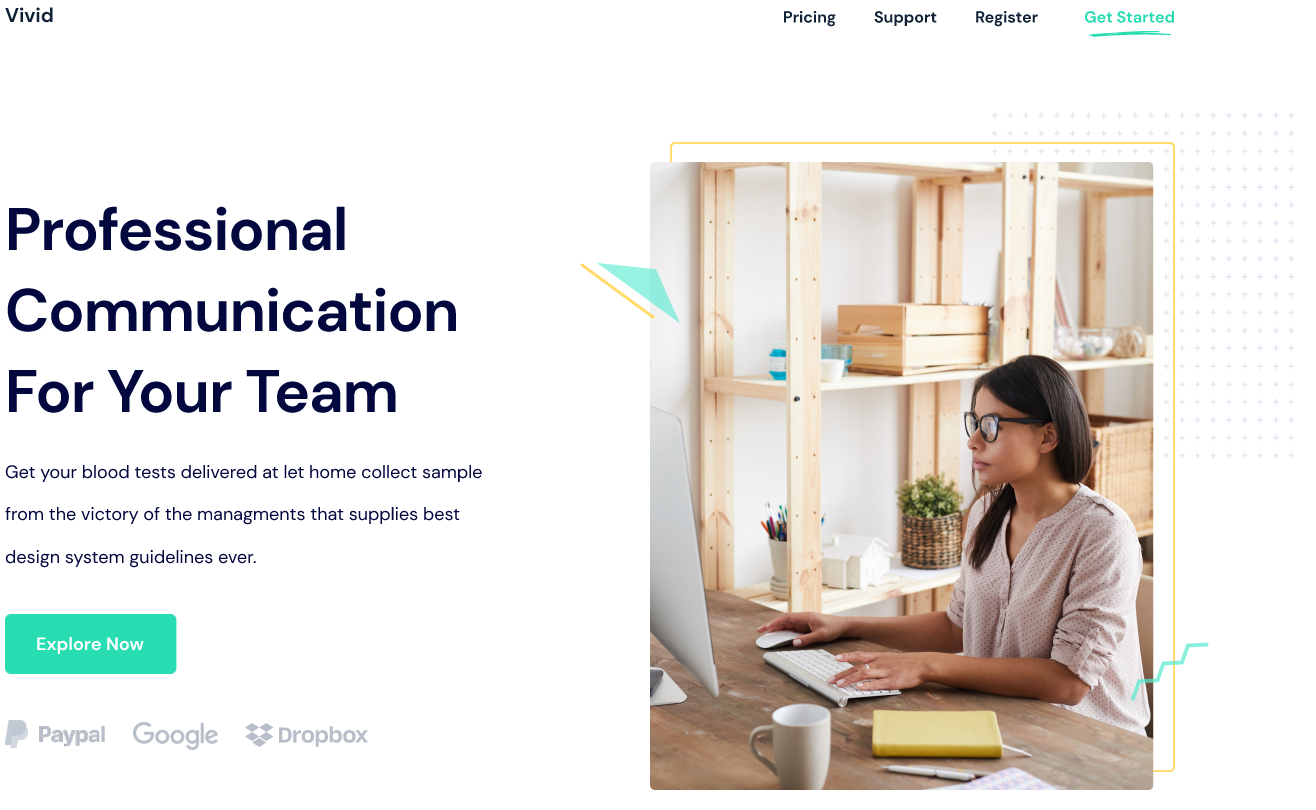 Vivid
Pricing Support Register Get Started
Professional
Communication
For Your Team
Get your blood tests delivered at let home collect sample
from the victory of the managments that supplies best
design system guidelines ever.
Explore Now
Paypal Google Dropbox